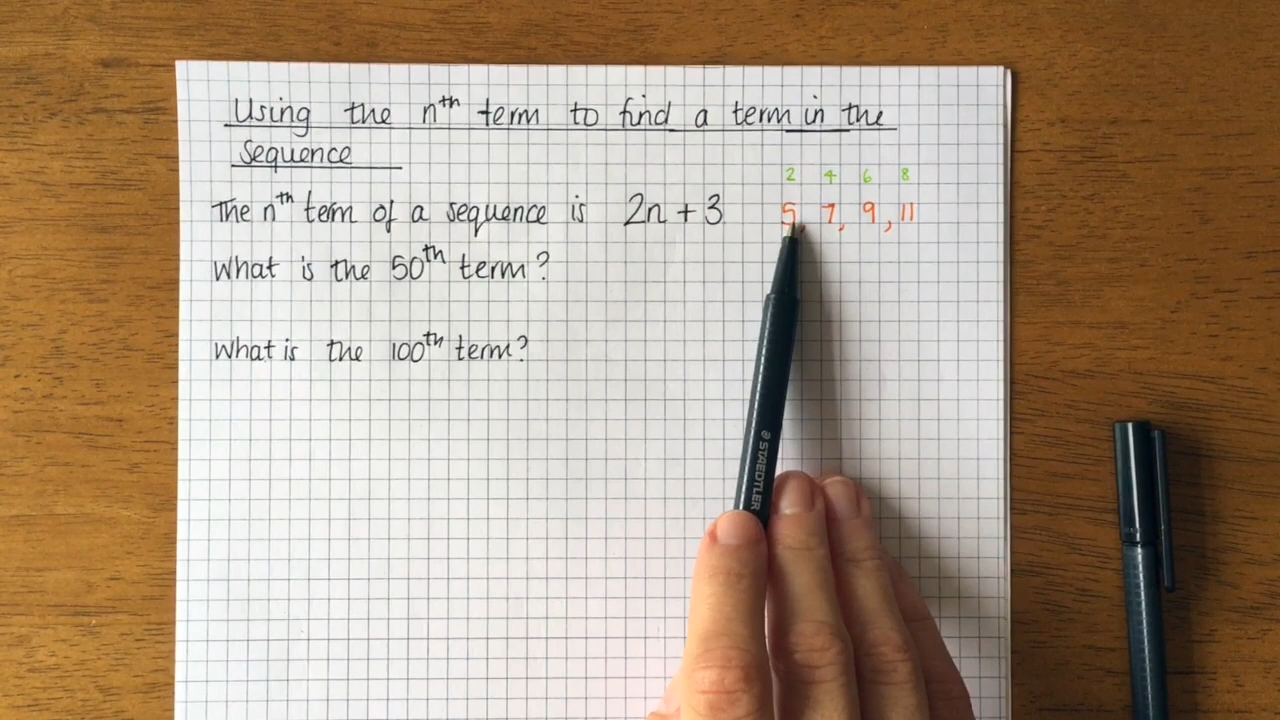 Using the nth term to find a term in the
sequence
2 4 6 8
The nth term of a sequence is 2n + 3 5, 7, 9, 11
What is the 50th term?
What is the 100th term?
STAEDTLER